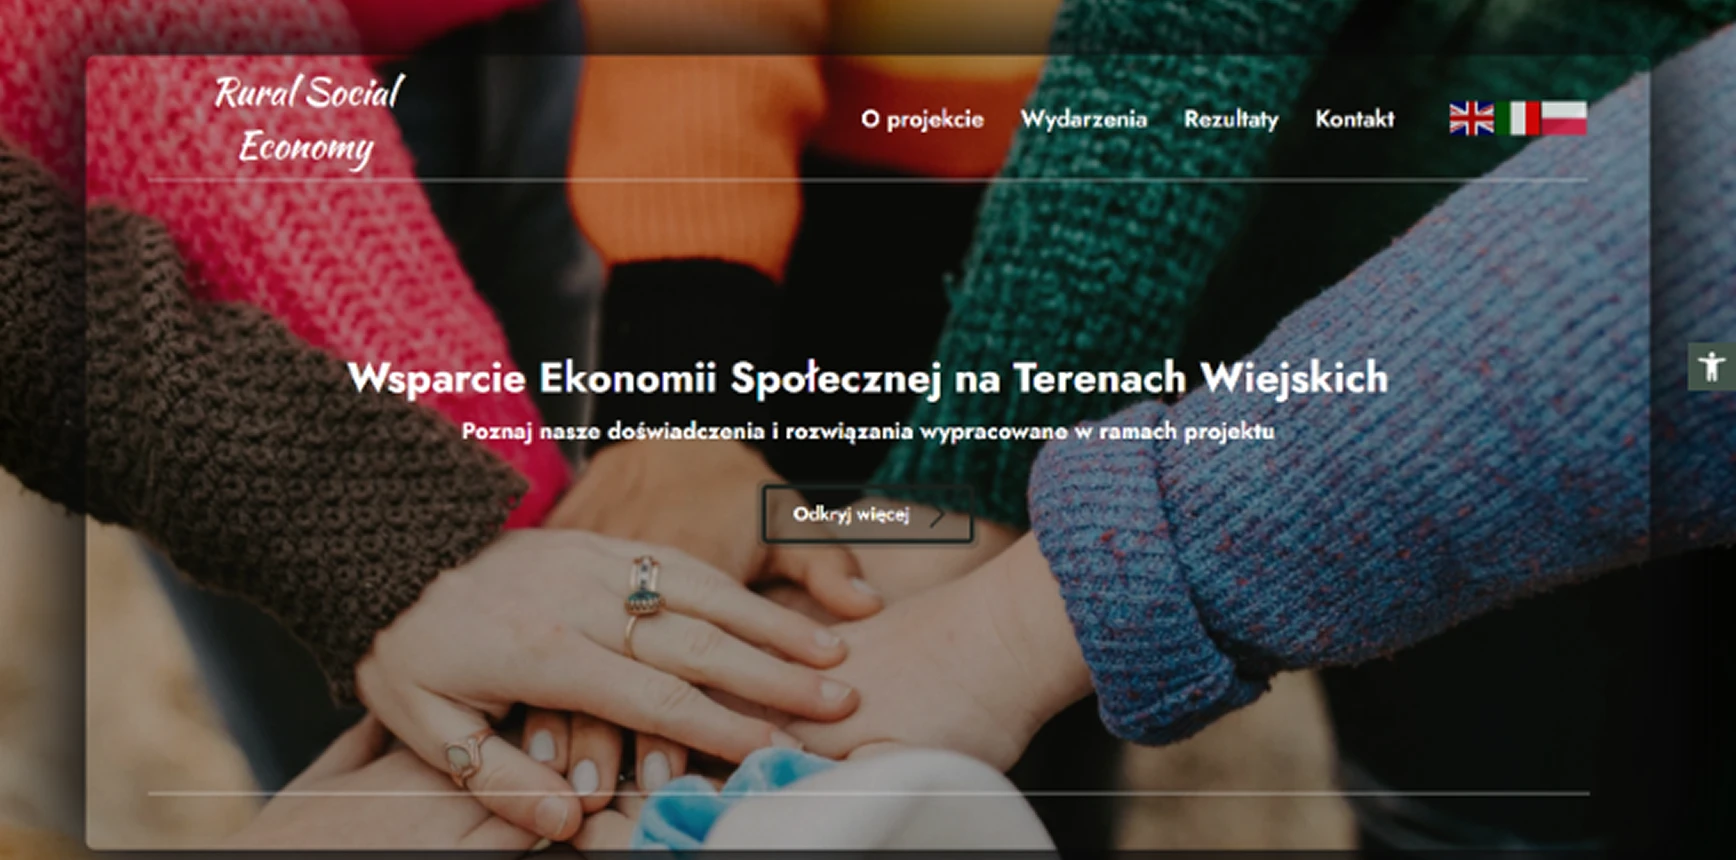 Rural Social
Economy
O projekcie Wydarzenia Rezultaty Kontakt
Wsparcie Ekonomii Społecznej na Terenach Wiejskich
Poznaj nasze doświadczenia i rozwiązania wypracowane w ramach projektu
Odkryj więcej